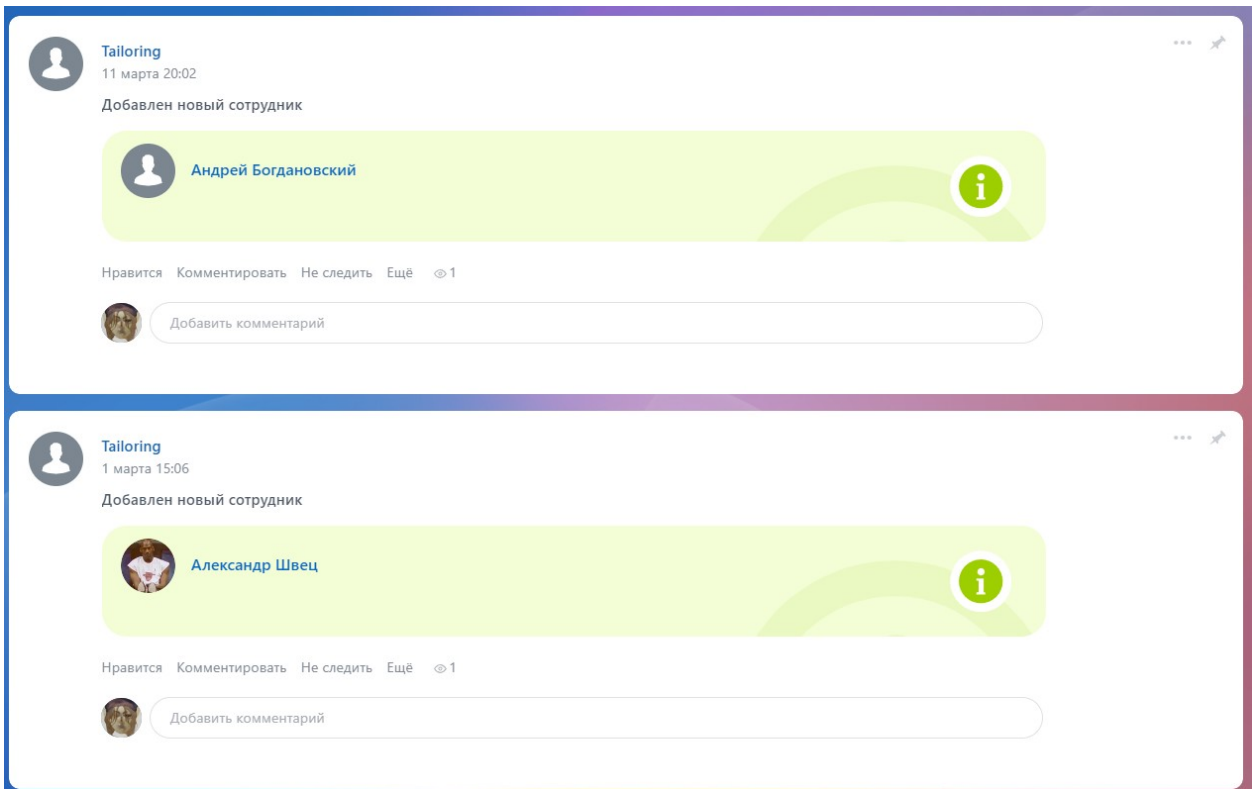 Tailoring
11 марта 20:02
Добавлен новый сотрудник
Андрей Богдановский
Нравится Комментировать Не следить Ещё 1
Добавить комментарий
Tailoring
1 марта 15:06
Добавлен новый сотрудник
Александр Швец
Нравится Комментировать Не следить Ещё 1
Добавить комментарий